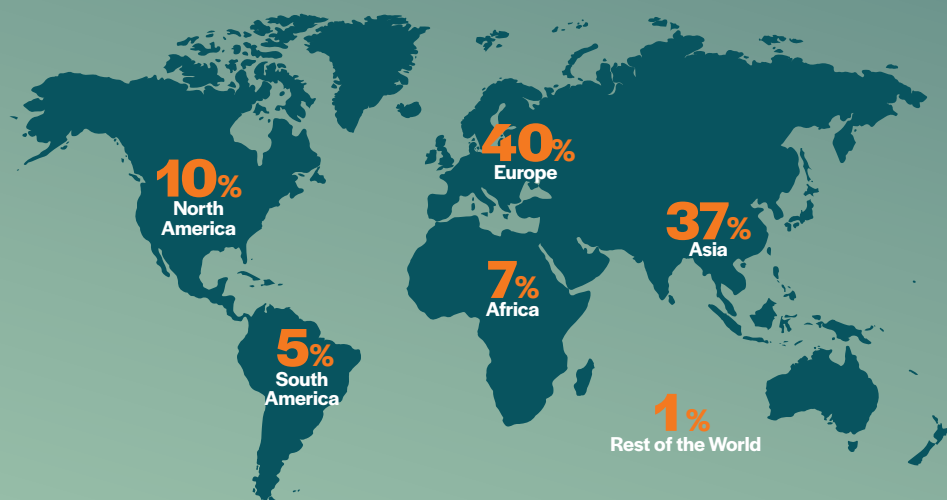 40%
Europe
10%
North
America
37%
Asia
7%
Africa
5%
South
America
1%
Rest of the World